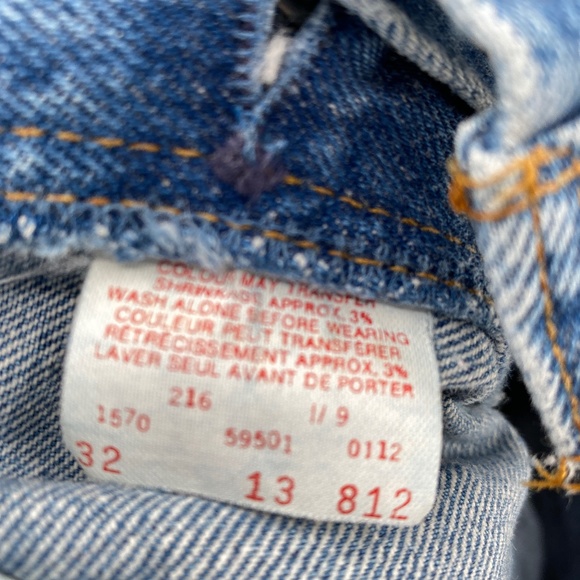 COLOUR MAY TRANSFER
SHRINKAGE APPROX. 3%
WASH ALONE BEFORE WEARING
COULEUR PEUT TRANSFÉRER
RÉTRÉCISSEMENT APPROX. 3%
LAVER SEUL AVANT DE PORTER
216 1/9
1570 59501 0112
32 13 812